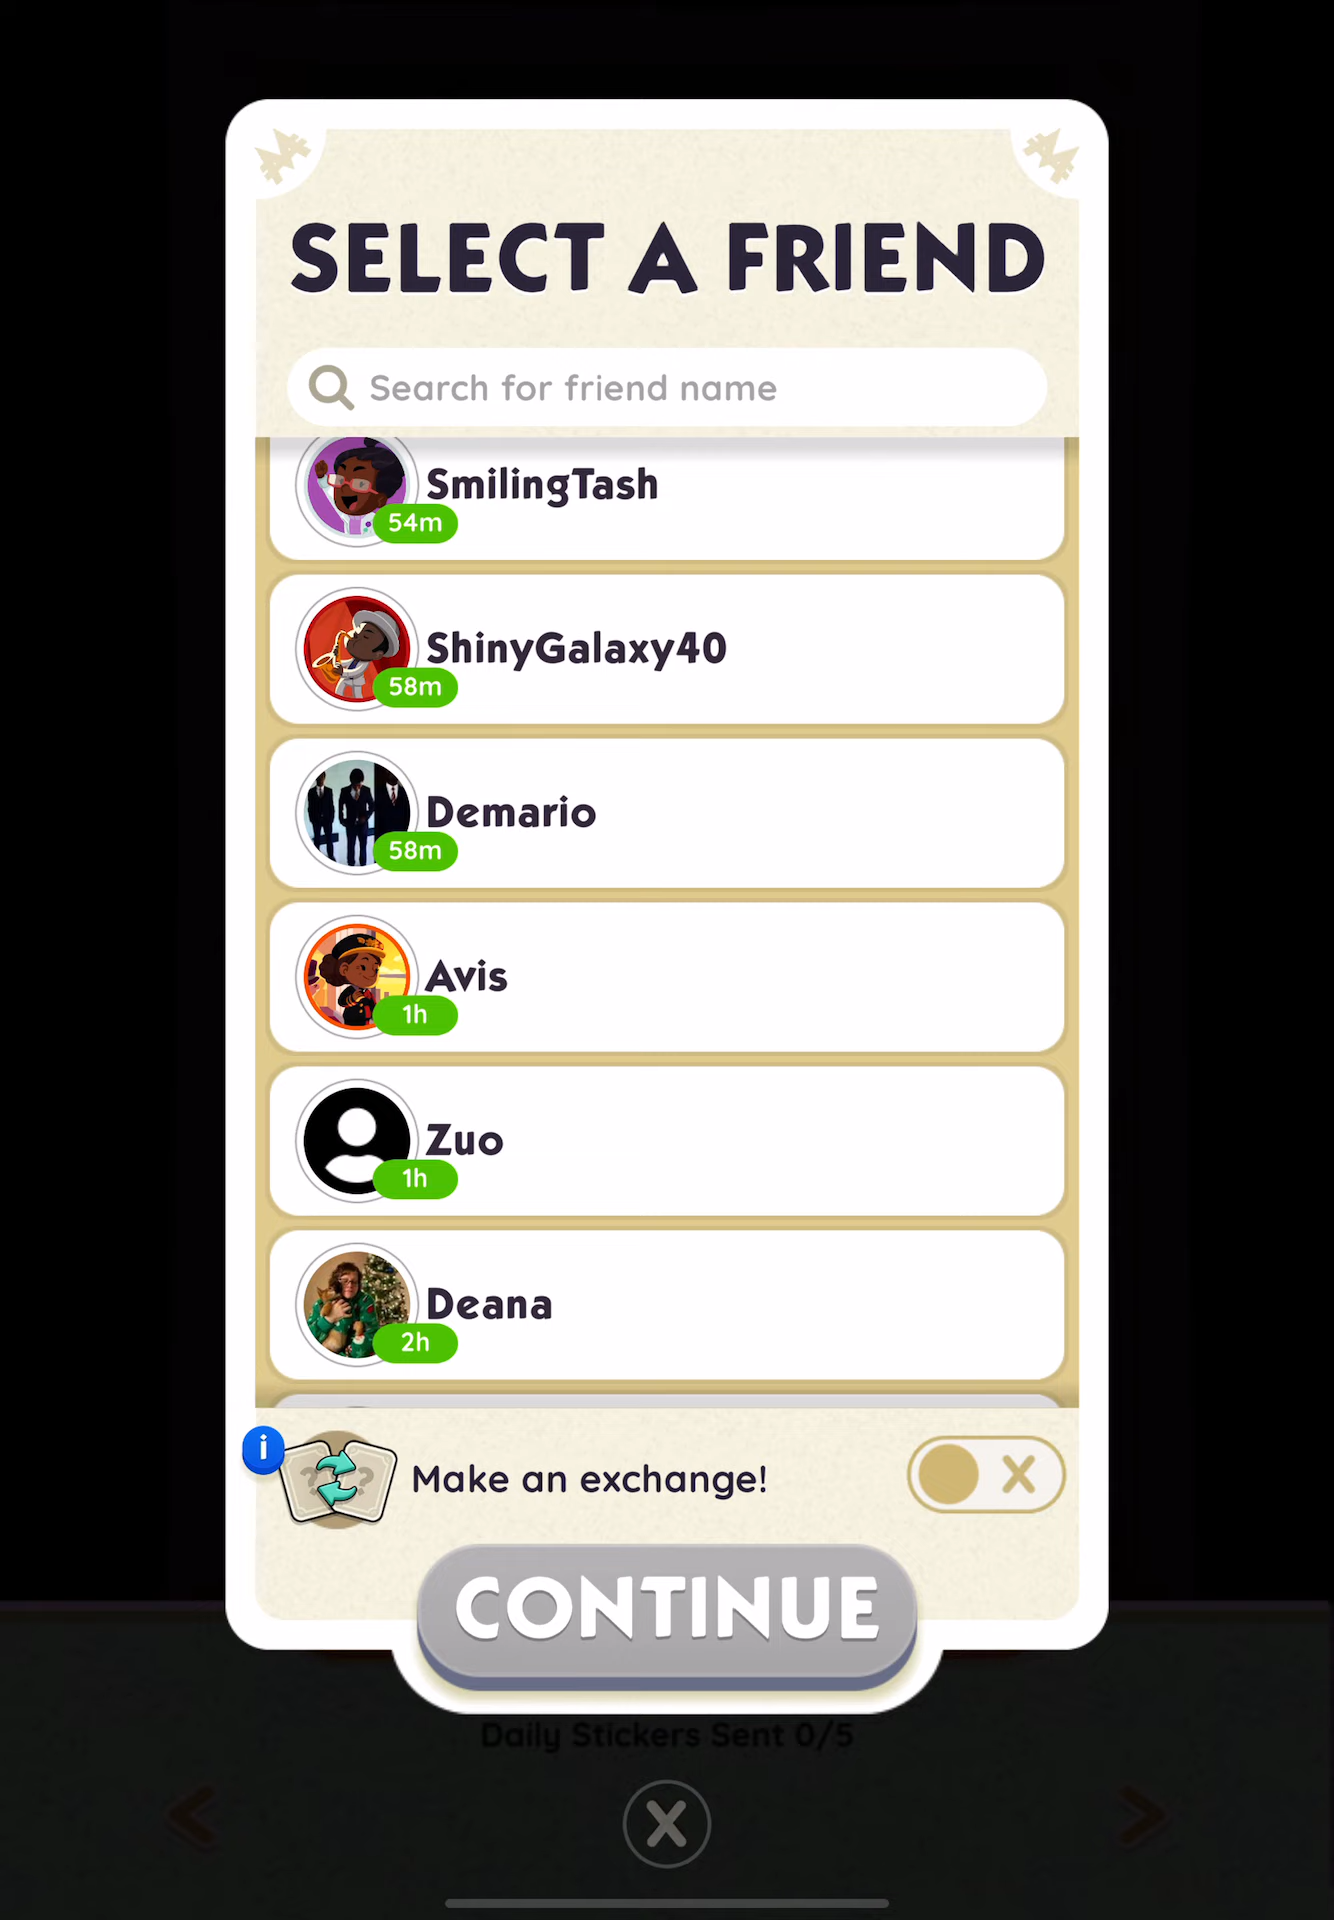 SELECT A FRIEND
Search for friend name
SmilingTash
54m
ShinyGalaxy40
58m
Demario
58m
Avis
1h
Zuo
1h
Deana
2h
i
? ?
Make an exchange!
X
CONTINUE
Daily Stickers Sent 0/5
X